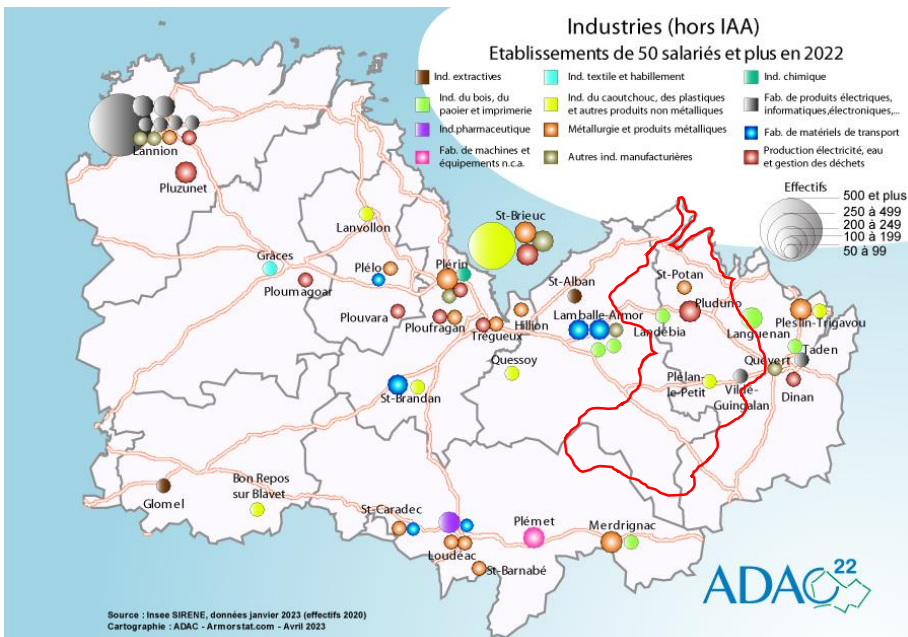 Industries (hors IAA)
Etablissements de 50 salariés et plus en 2022
Ind. extractives
Ind. textile et habillement
Ind. chimique
Ind. du bois, du
paoier et imprimerie
Ind. du caoutchouc, des plastiques
et autres produits non métalliques
Fab. de produits électriques,
informatiques,électroniques,...
Ind.pharmaceutique
Métallurgie et produits métalliques
Fab. de matériels de transport
Fab. de machines et
équipements n.c.a.
Autres ind. manufacturières
Production électricité, eau
et gestion des déchets
Effectifs
500 et plus
250 à 499
200 à 249
100 à 199
50 à 99
Lannion
Pluzunet
Lanvollon
St-Brieuc
Grâces
Plélo
Plérin
Ploumagoar
St-Alban
St-Potan
Plouvara
Ploufragan
Trégueux
Hillion
Lamballe-Armor
Landébia
Pluduno
Languenan
Pleslin-Trigavou
Taden
Quévert
Quessoy
Plélan-
le-Petit
Vildé-
Guingalan
Dinan
St-Brandan
Glomel
Bon Repos
sur Blavet
St-Caradec
Loudéac
St-Barnabé
Plémet
Merdrignac
ADAC 22
Source : Insee SIRENE, données janvier 2023 (effectifs 2020)
Cartographie : ADAC - Armorstat.com - Avril 2023